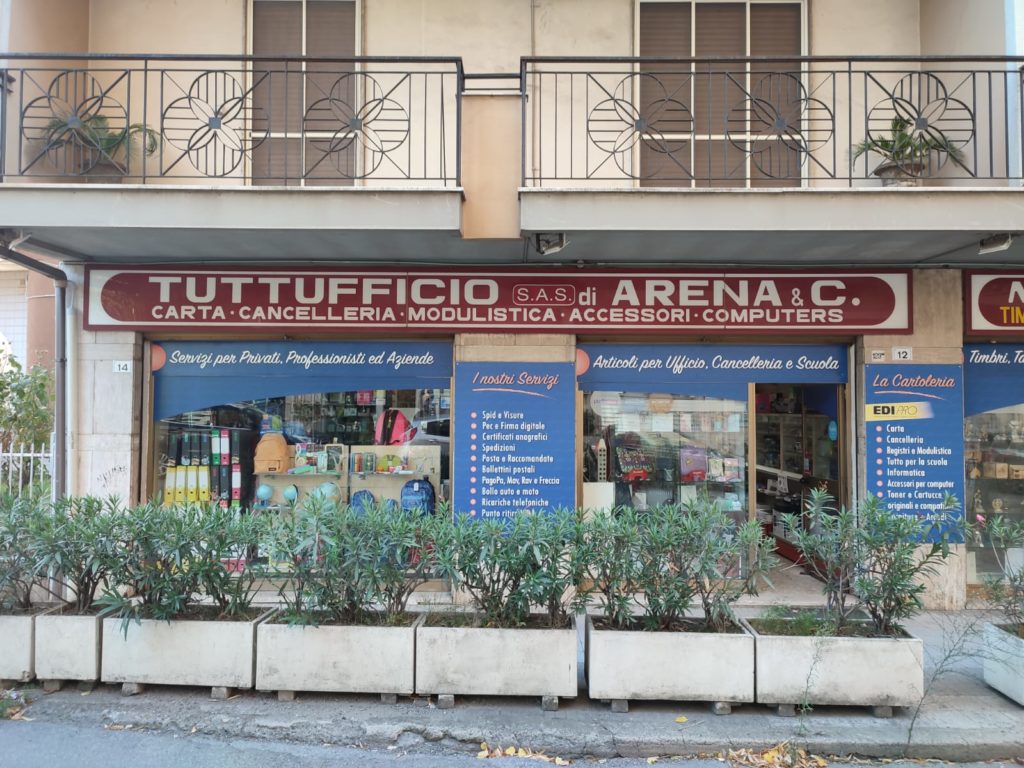 TUTTUFFICIO S.A.S. di ARENA & C.
CARTA · CANCELLERIA · MODULISTICA · ACCESSORI · COMPUTERS
TIM
14
Servizi per Privati, Professionisti ed Aziende
I nostri Servizi
Spid e Visure
Pec e Firma digitale
Certificati anagrafici
Spedizioni
Posta e Raccomandate
Bollettini postali
PagoPa, Mav, Rav e Freccia
Bollo auto e moto
Ricariche telefoniche
Punto
Articoli per Ufficio, Cancelleria e Scuola
12
La Cartoleria
EDIPRO
Carta
Cancelleria
Registri e Modulistica
Tutto per la scuola
Informatica
Accessori per computer
Toner e Cartucce
originali e compatibili
Timbri,